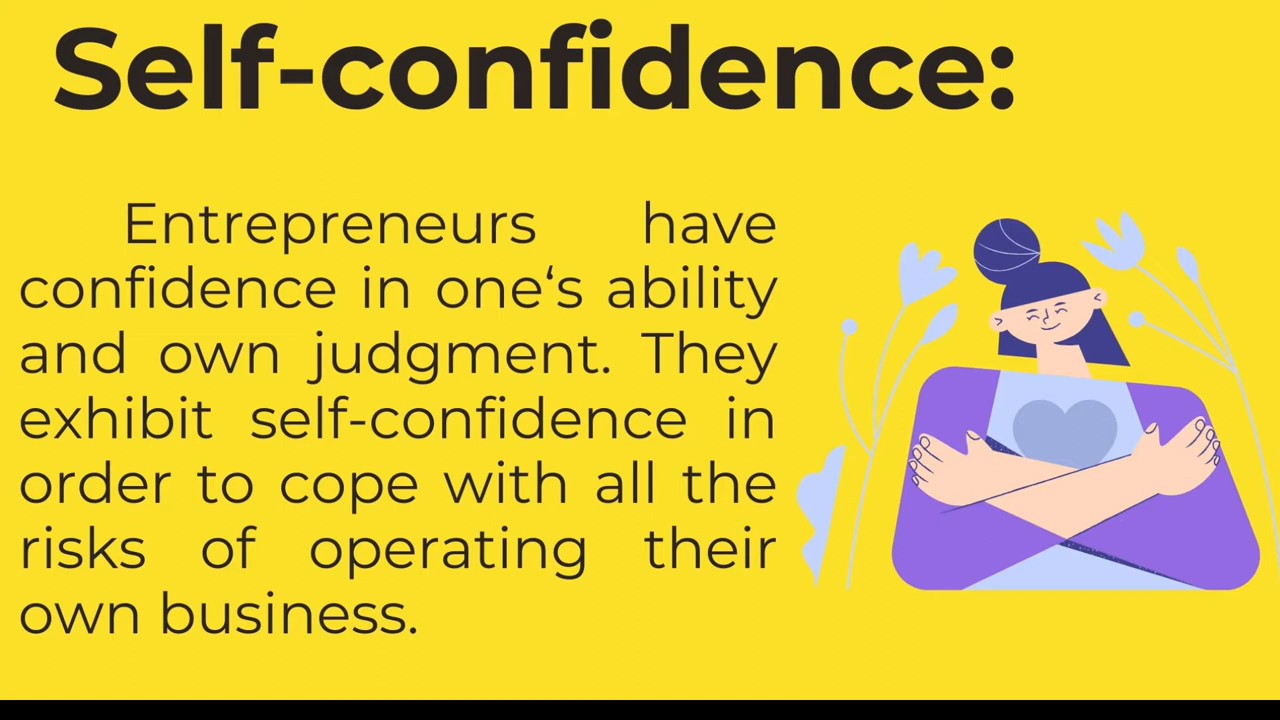 Self-confidence:
Entrepreneurs have
confidence in one‘s ability
and own judgment. They
exhibit self-confidence in
order to cope with all the
risks of operating their
own business.